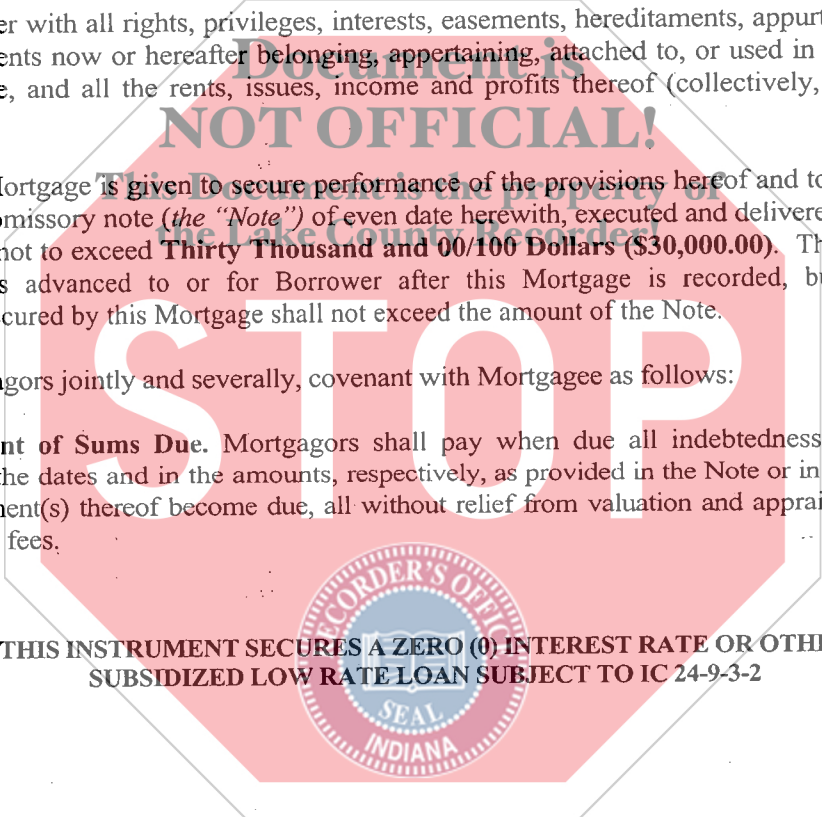 er with all rights, privileges, interests, easements, hereditaments, appurt
ents now or hereafter belonging, appertaining, attached to, or used in
Document is
e, and all the rents, issues, income and profits thereof (collectively,
NOT OFFICIAL!
Mortgage is given to secure performance of the provisions hereof and to
This Document is the property of
omissory note (the "Note") of even date herewith, executed and delivere
the Lake County Recorder!
not to exceed Thirty Thousand and 00/100 Dollars ($30,000.00). Th
s advanced to or for Borrower after this Mortgage is recorded, bu
cured by this Mortgage shall not exceed the amount of the Note.
STOP
agors jointly and severally, covenant with Mortgagee as follows:
nt of Sums Due. Mortgagors shall pay when due all indebtedness
he dates and in the amounts, respectively, as provided in the Note or in
ent(s) thereof become due, all without relief from valuation and apprai
fees.
RECORDER'S OFFICE
THIS INSTRUMENT SECURES A ZERO (0) INTEREST RATE OR OTHE
SUBSIDIZED LOW RATE LOAN SUBJECT TO IC 24-9-3-2
SEAL
INDIANA